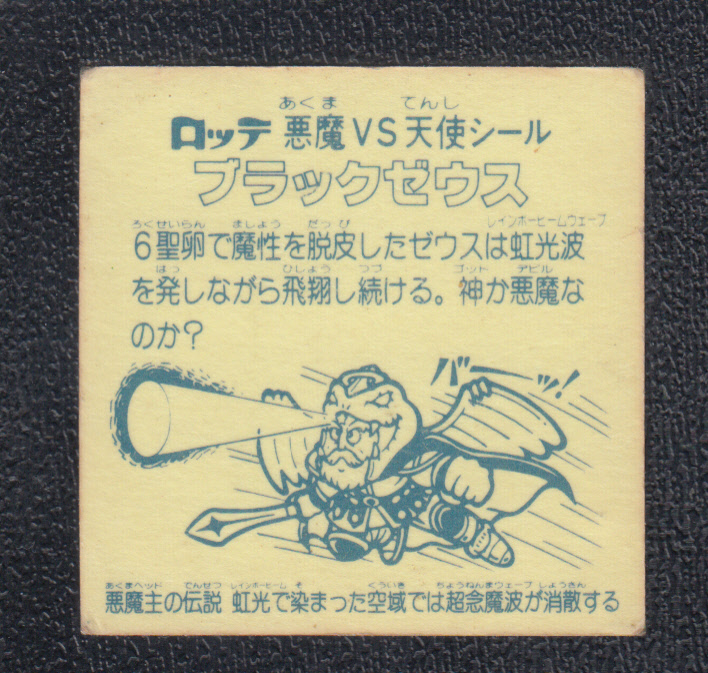 あくま てんし
ロッテ 悪魔VS天使シール
ブラックゼウス
ろくせいらん ましょう だっぴ レインボービームウェーブ
6聖卵で魔性を脱皮したゼウスは虹光波
はっ ひしょう つづ ゴット デビル
を発しながら飛翔し続ける。神か悪魔な
のか?
バーッ!
あくまヘッド でんせつ レインボービーム そ くういき ちょうねんまウェーブ しょうさん
悪魔主の伝説 虹光で染まった空域では超念魔波が消散する